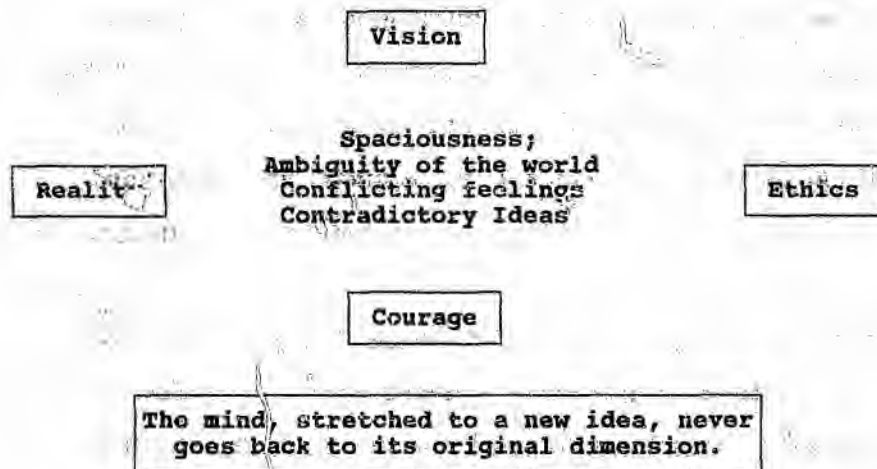 Vision
Spaciousness;
Ambiguity of the world
Realit
Conflicting feelings
Ethics
Contradictory Ideas
Courage
The mind, stretched to a new idea, never
goes back to its original dimension.